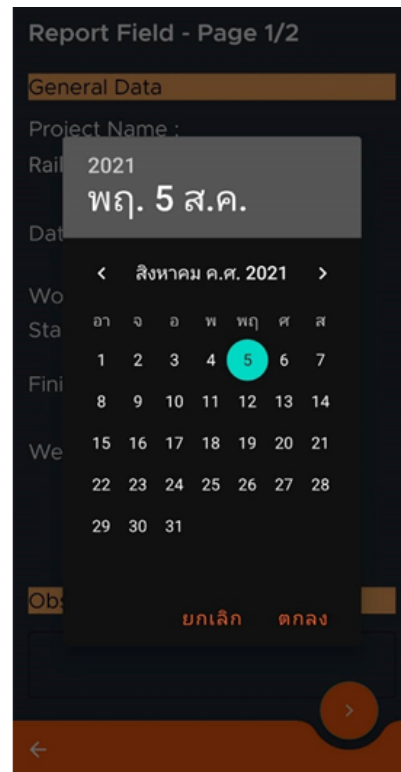 Report Field - Page 1/2
General Data
Project Name :
Rail
2021
พฤ. 5 ส.ค.
Dat
< สิงหาคม ค.ศ. 2021 >
Wo
อา จ อ พ พฤ ศ ส
Sta
1 2 3 4 5 6 7
Fini
8 9 10 11 12 13 14
We
15 16 17 18 19 20 21
22 23 24 25 26 27 28
29 30 31
Obs
ยกเลิก ตกลง